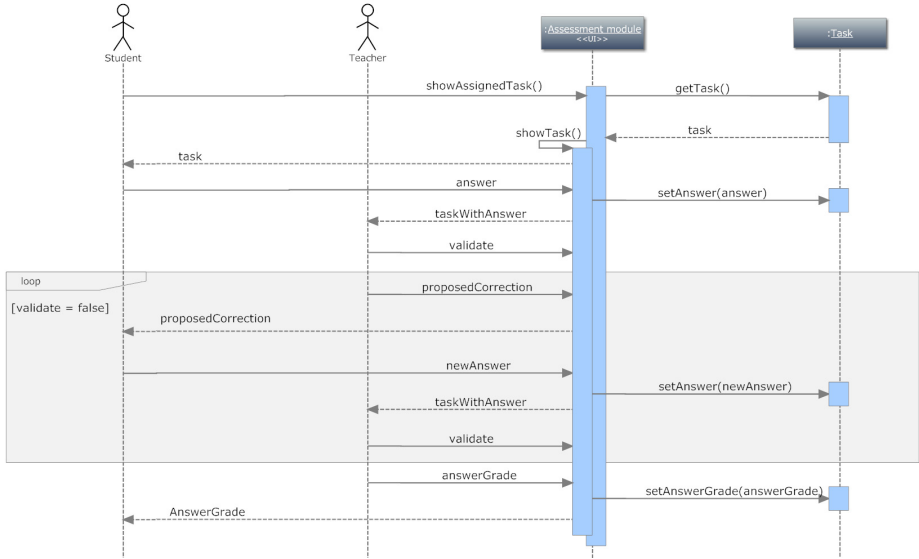 Student
Teacher
:Assessment module
<<UI>>
:Task
showAssignedTask()
getTask()
task
showTask()
task
answer
setAnswer(answer)
taskWithAnswer
validate
loop
[validate = false]
proposedCorrection
proposedCorrection
newAnswer
setAnswer(newAnswer)
taskWithAnswer
validate
answerGrade
setAnswerGrade(answerGrade)
AnswerGrade